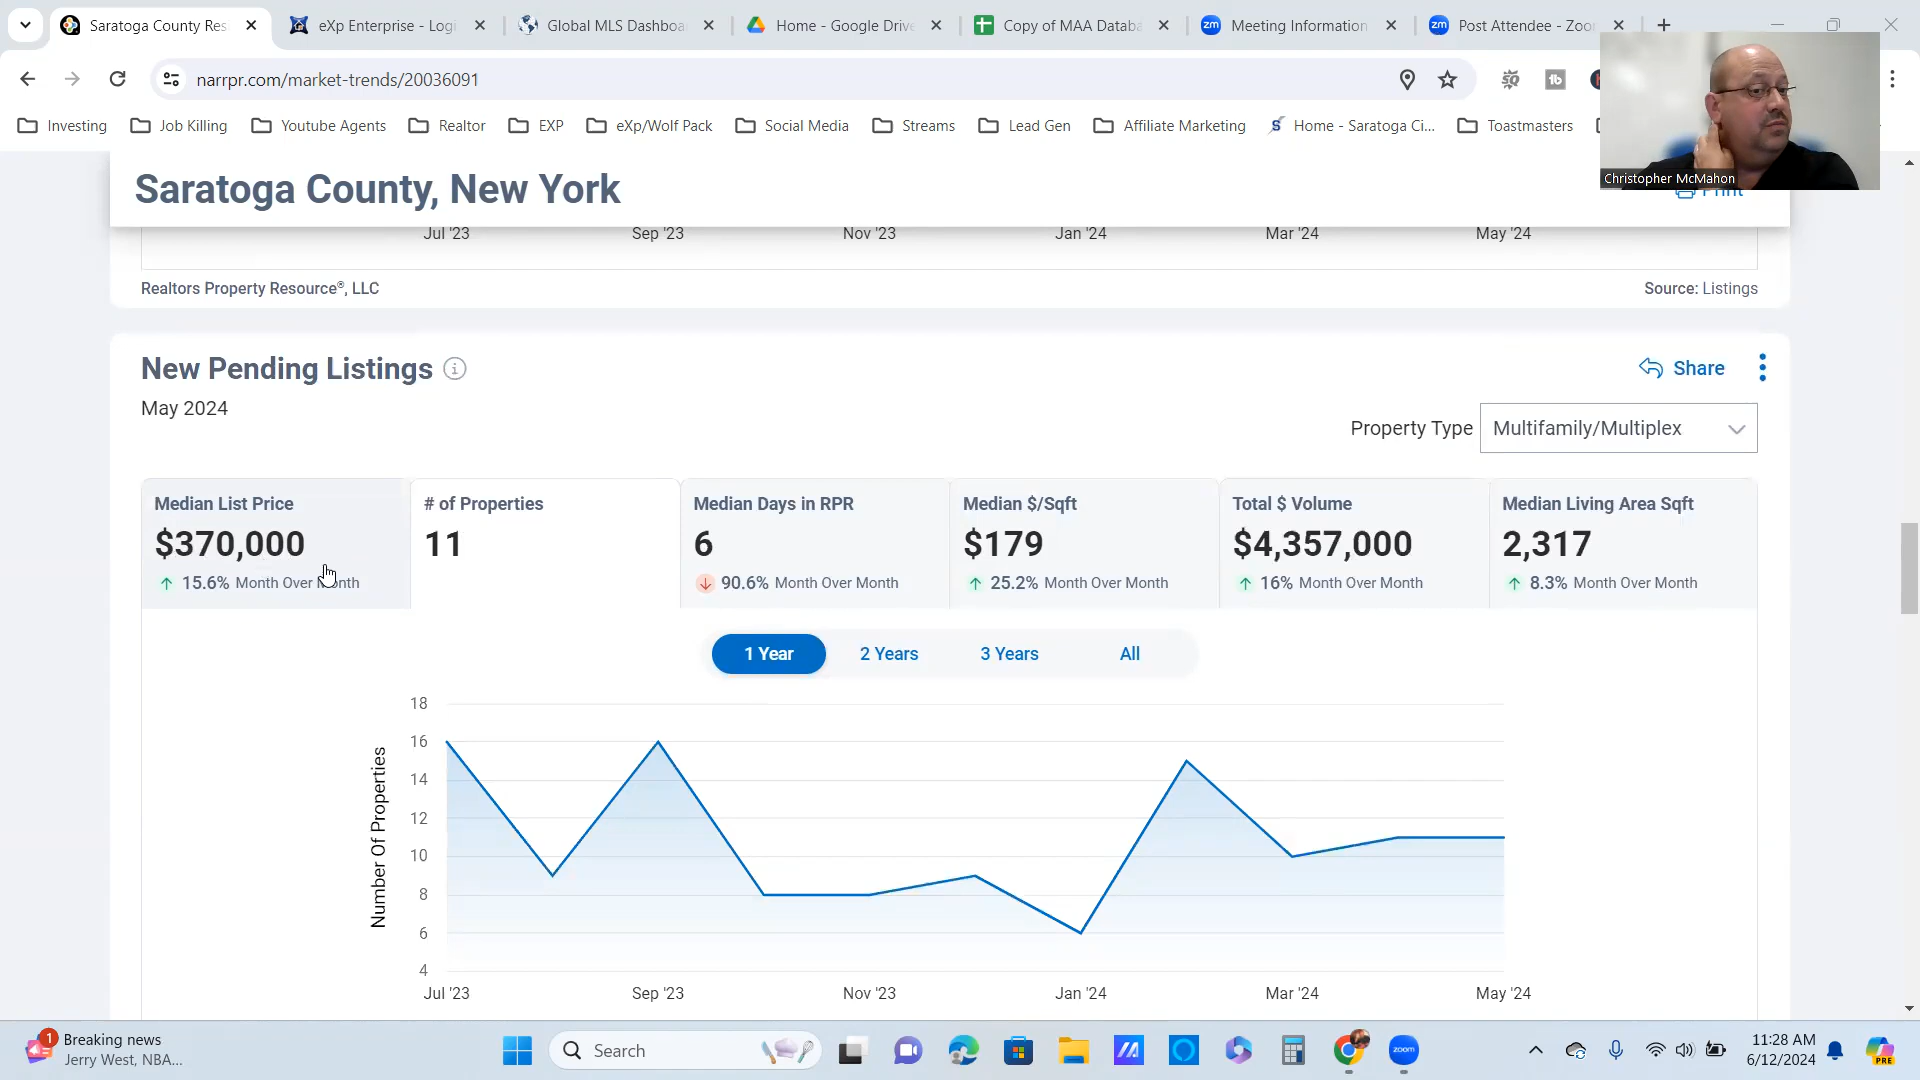 Saratoga County Res
eXp Enterprise - Logi
Global MLS Dashboa
Home - Google Drive
Copy of MAA Databa
Meeting Information
Post Attendee - Zoo
narrpr.com/market-trends/20036091
Investing
Job Killing
Youtube Agents
Realtor
EXP
eXp/Wolf Pack
Social Media
Streams
Lead Gen
Affiliate Marketing
Home - Saratoga Ci...
Toastmasters
Christopher McMahon
Saratoga County, New York
Print
Jul '23
Sep '23
Nov '23
Jan '24
Mar '24
May '24
Realtors Property Resource®, LLC
Source: Listings
New Pending Listings
Share
May 2024
Property Type
Multifamily/Multiplex
Median List Price
$370,000
15.6% Month Over Month
# of Properties
11
Median Days in RPR
6
90.6% Month Over Month
Median $/Sqft
$179
25.2% Month Over Month
Total $ Volume
$4,357,000
16% Month Over Month
Median Living Area Sqft
2,317
8.3% Month Over Month
1 Year
2 Years
3 Years
All
Number Of Properties
18
16
14
12
10
8
6
4
Jul '23
Sep '23
Nov '23
Jan '24
Mar '24
May '24
1
Breaking news
Jerry West, NBA...
Search
zoom
11:28 AM
6/12/2024
PRE